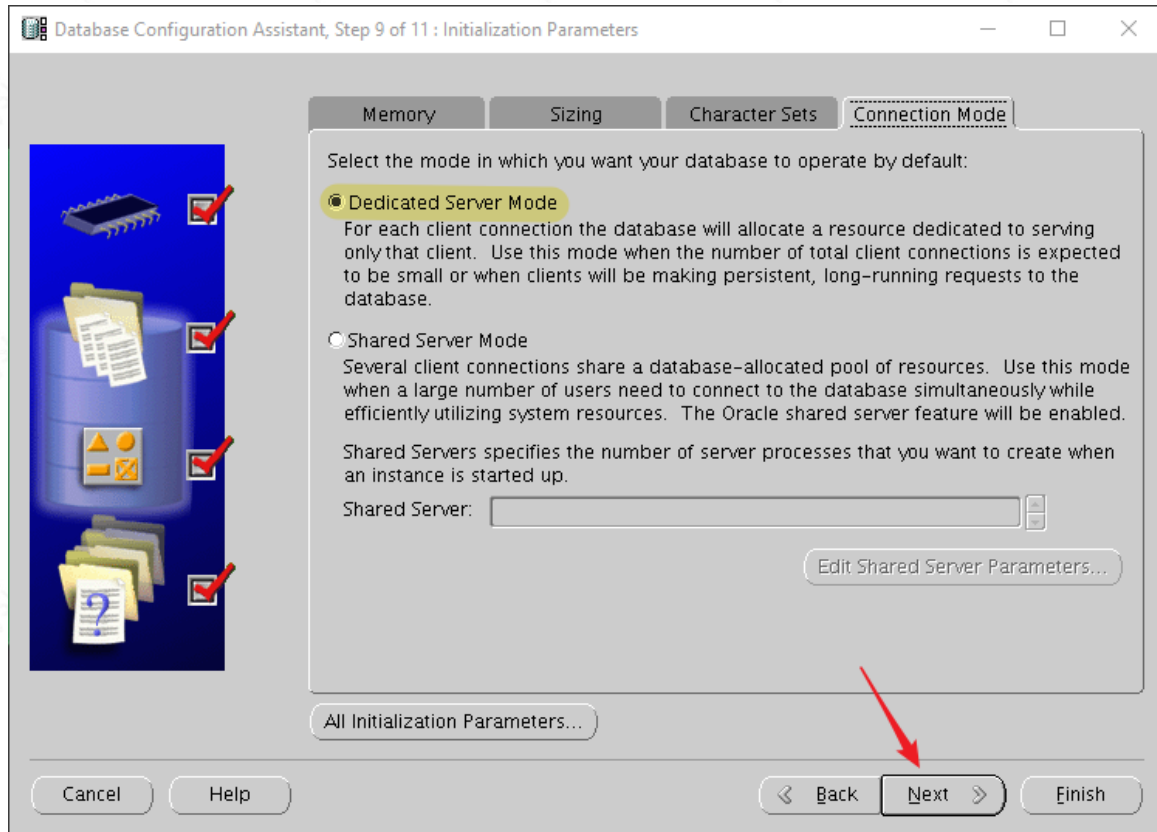 Database Configuration Assistant, Step 9 of 11 : Initialization Parameters
Memory
Sizing
Character Sets
Connection Mode
Select the mode in which you want your database to operate by default:
Dedicated Server Mode
For each client connection the database will allocate a resource dedicated to serving
only that client. Use this mode when the number of total client connections is expected
to be small or when clients will be making persistent, long-running requests to the
database.
Shared Server Mode
Several client connections share a database-allocated pool of resources. Use this mode
when a large number of users need to connect to the database simultaneously while
efficiently utilizing system resources. The Oracle shared server feature will be enabled.
Shared Servers specifies the number of server processes that you want to create when
an instance is started up.
Shared Server:
Edit Shared Server Parameters...
?
All Initialization Parameters...
Cancel
Help
Back
Next
Finish